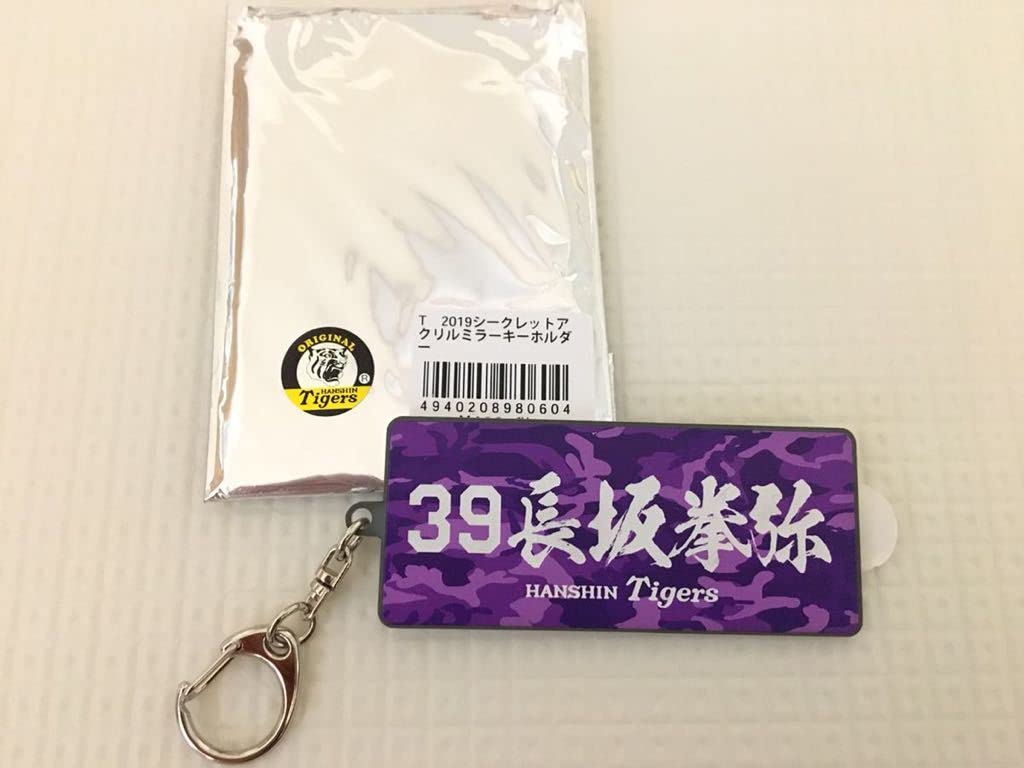 ORIGINAL
HANSHIN
Tigers
®
T 2019シークレットア
クリルミラーキーホルダ
ー
4940208980604
39長坂拳弥
HANSHIN Tigers